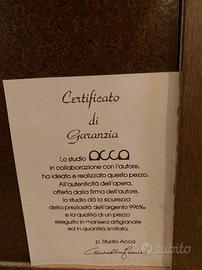 Certificato
di
Garanzia
Lo studio acca
in collaborazione con l'autore,
ha ideato e realizzato questo pezzo.
All'autenticità dell'opera,
offerta dalla firma dell'autore,
lo studio dà la sicurezza
della preziosità dell'argento 996‰
e la qualità di un pezzo
eseguito in maniera artigianale
ed in quantità limitata.
p. Studio Acca
subito